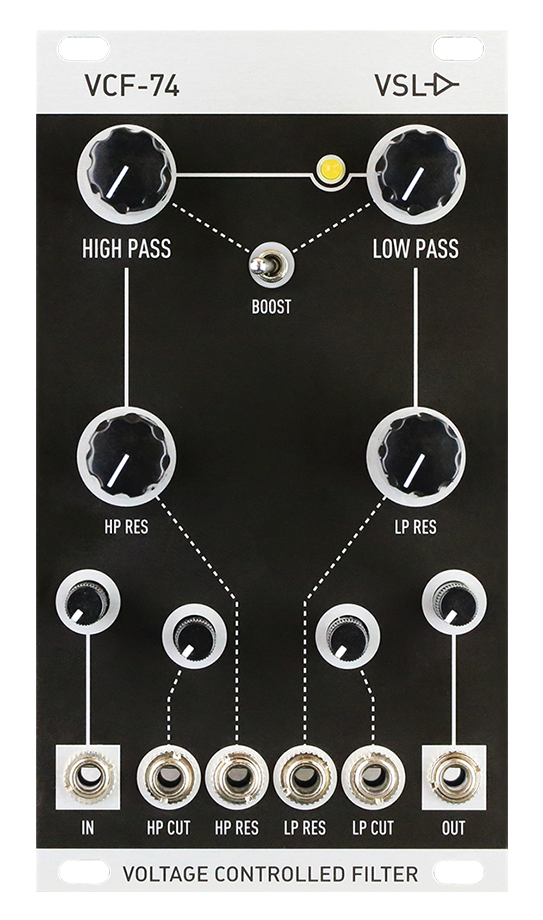 VCF-74 VSL
HIGH PASS LOW PASS
BOOST
HP RES LP RES
IN HP CUT HP RES LP RES LP CUT OUT
VOLTAGE CONTROLLED FILTER